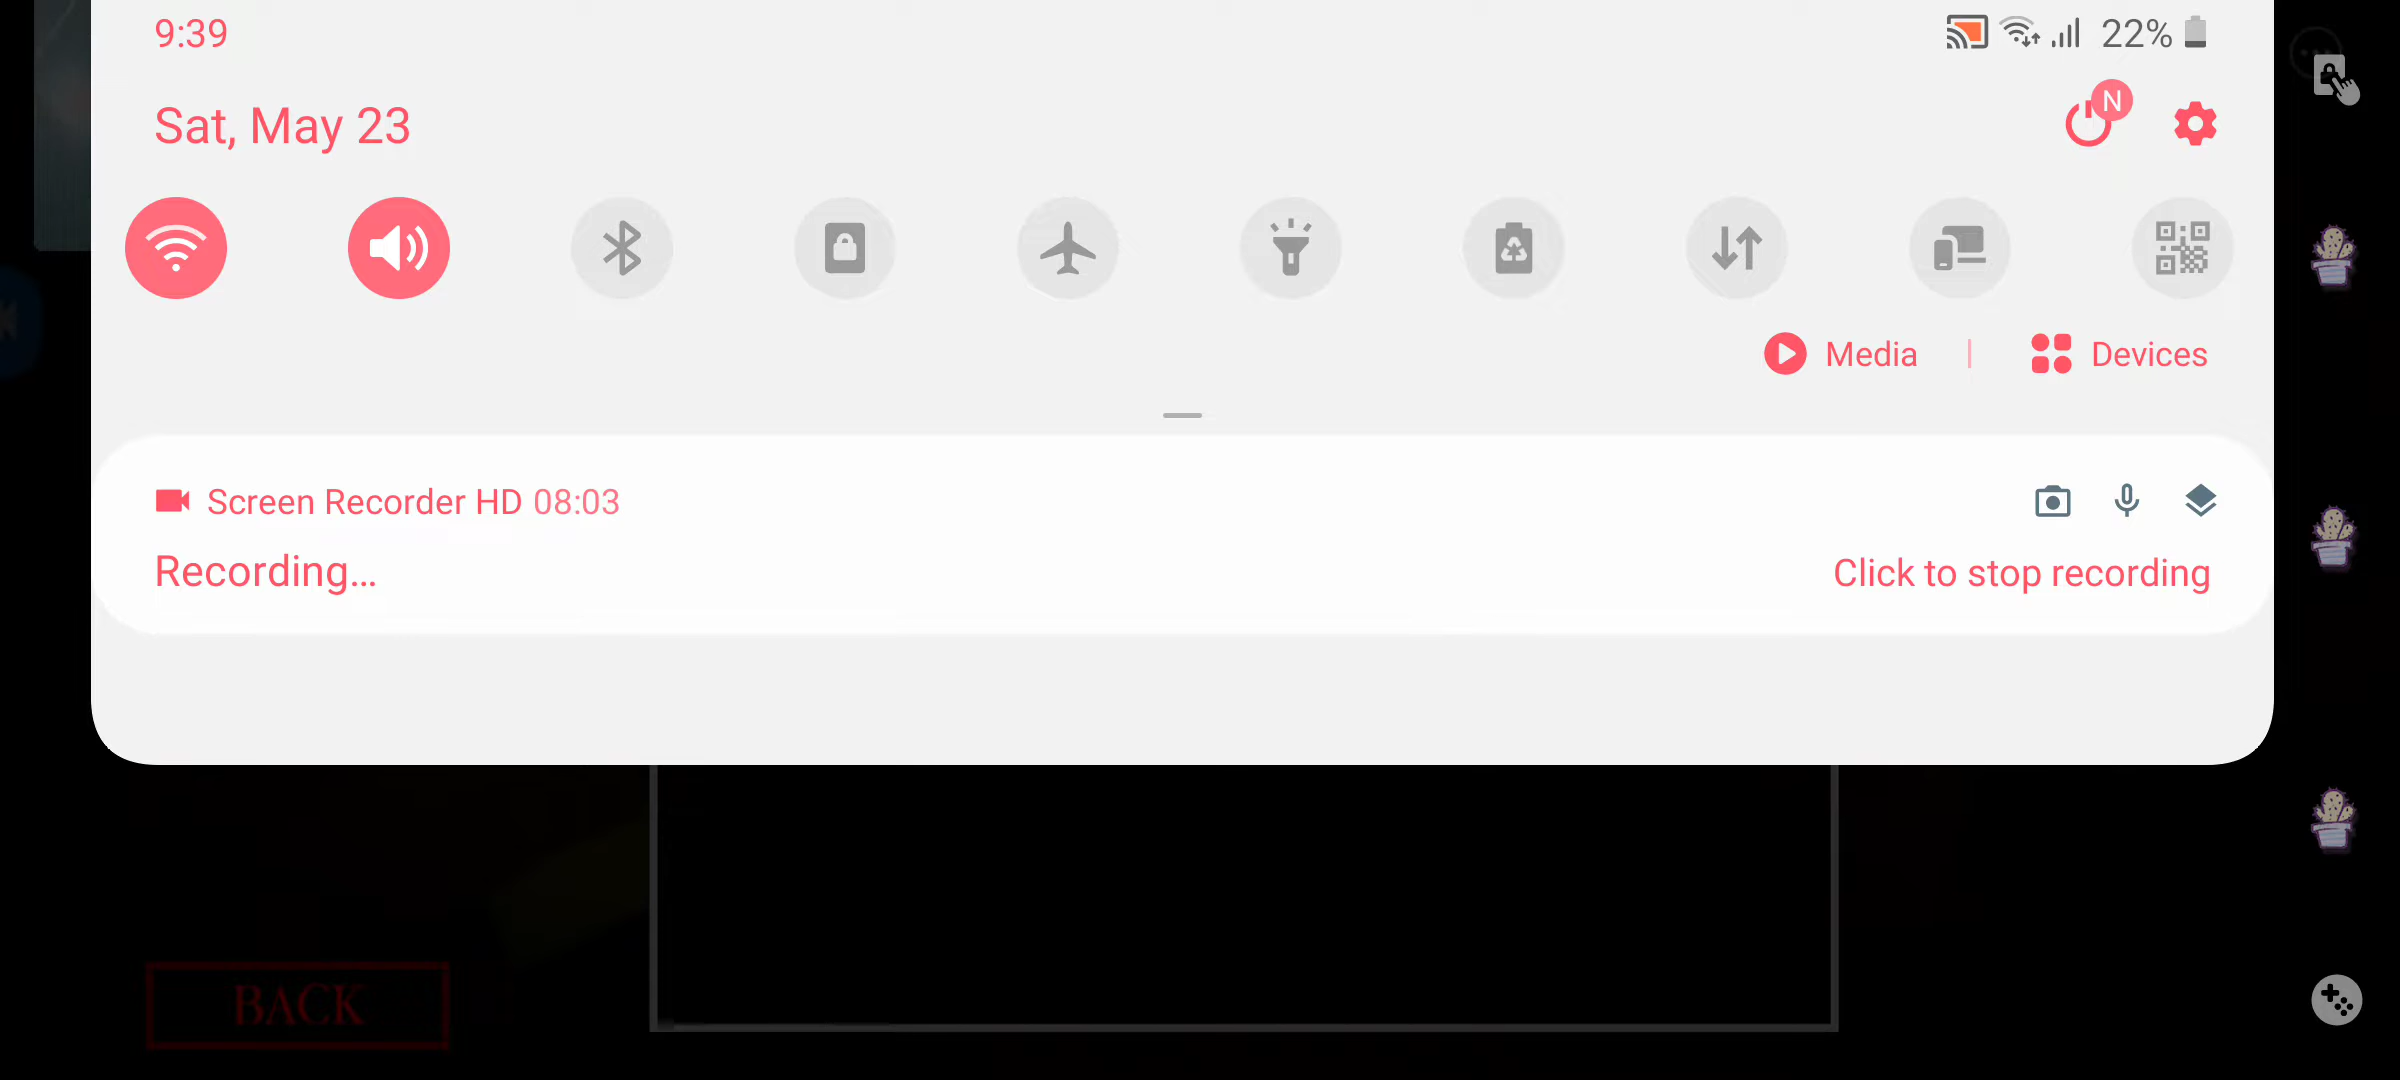 9:39
22%
Sat, May 23
N
Media | Devices
Screen Recorder HD 08:03
Recording...
Click to stop recording
BACK